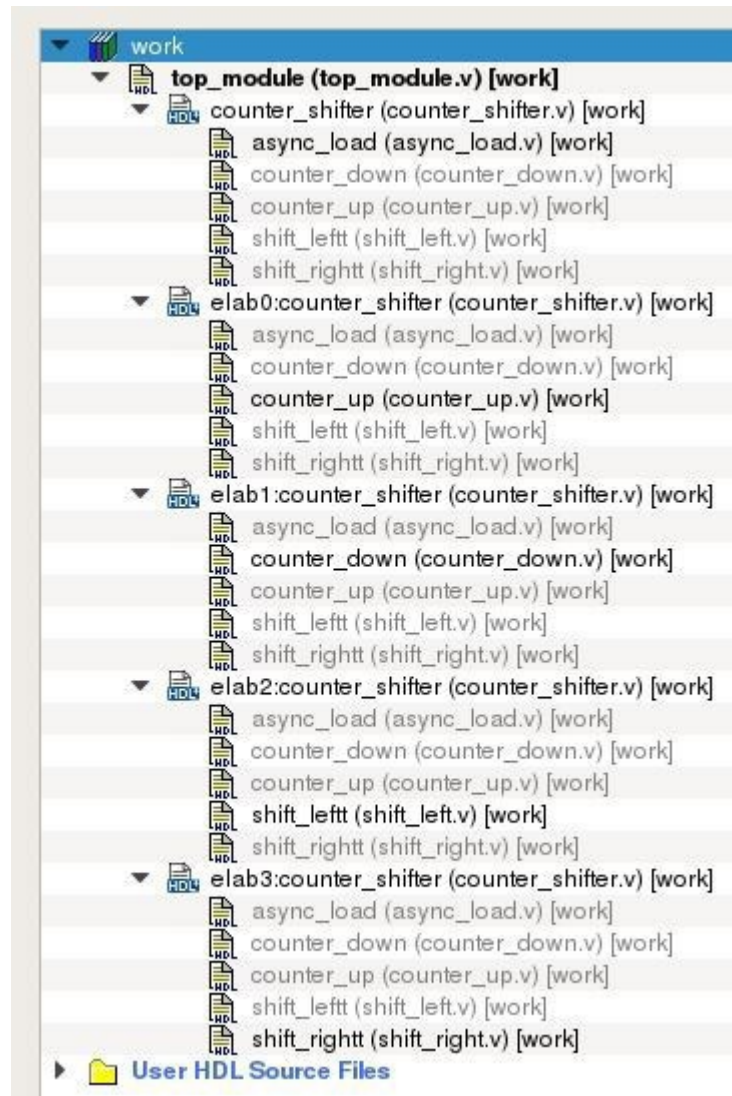 work
top_module (top_module.v) [work]
counter_shifter (counter_shifter.v) [work]
async_load (async_load.v) [work]
counter_down (counter_down.v) [work]
counter_up (counter_up.v) [work]
shift_leftt (shift_left.v) [work]
shift_rightt (shift_right.v) [work]
elab0:counter_shifter (counter_shifter.v) [work]
async_load (async_load.v) [work]
counter_down (counter_down.v) [work]
counter_up (counter_up.v) [work]
shift_leftt (shift_left.v) [work]
shift_rightt (shift_right.v) [work]
elab1:counter_shifter (counter_shifter.v) [work]
async_load (async_load.v) [work]
counter_down (counter_down.v) [work]
counter_up (counter_up.v) [work]
shift_leftt (shift_left.v) [work]
shift_rightt (shift_right.v) [work]
elab2:counter_shifter (counter_shifter.v) [work]
async_load (async_load.v) [work]
counter_down (counter_down.v) [work]
counter_up (counter_up.v) [work]
shift_leftt (shift_left.v) [work]
shift_rightt (shift_right.v) [work]
elab3:counter_shifter (counter_shifter.v) [work]
async_load (async_load.v) [work]
counter_down (counter_down.v) [work]
counter_up (counter_up.v) [work]
shift_leftt (shift_left.v) [work]
shift_rightt (shift_right.v) [work]
User HDL Source Files